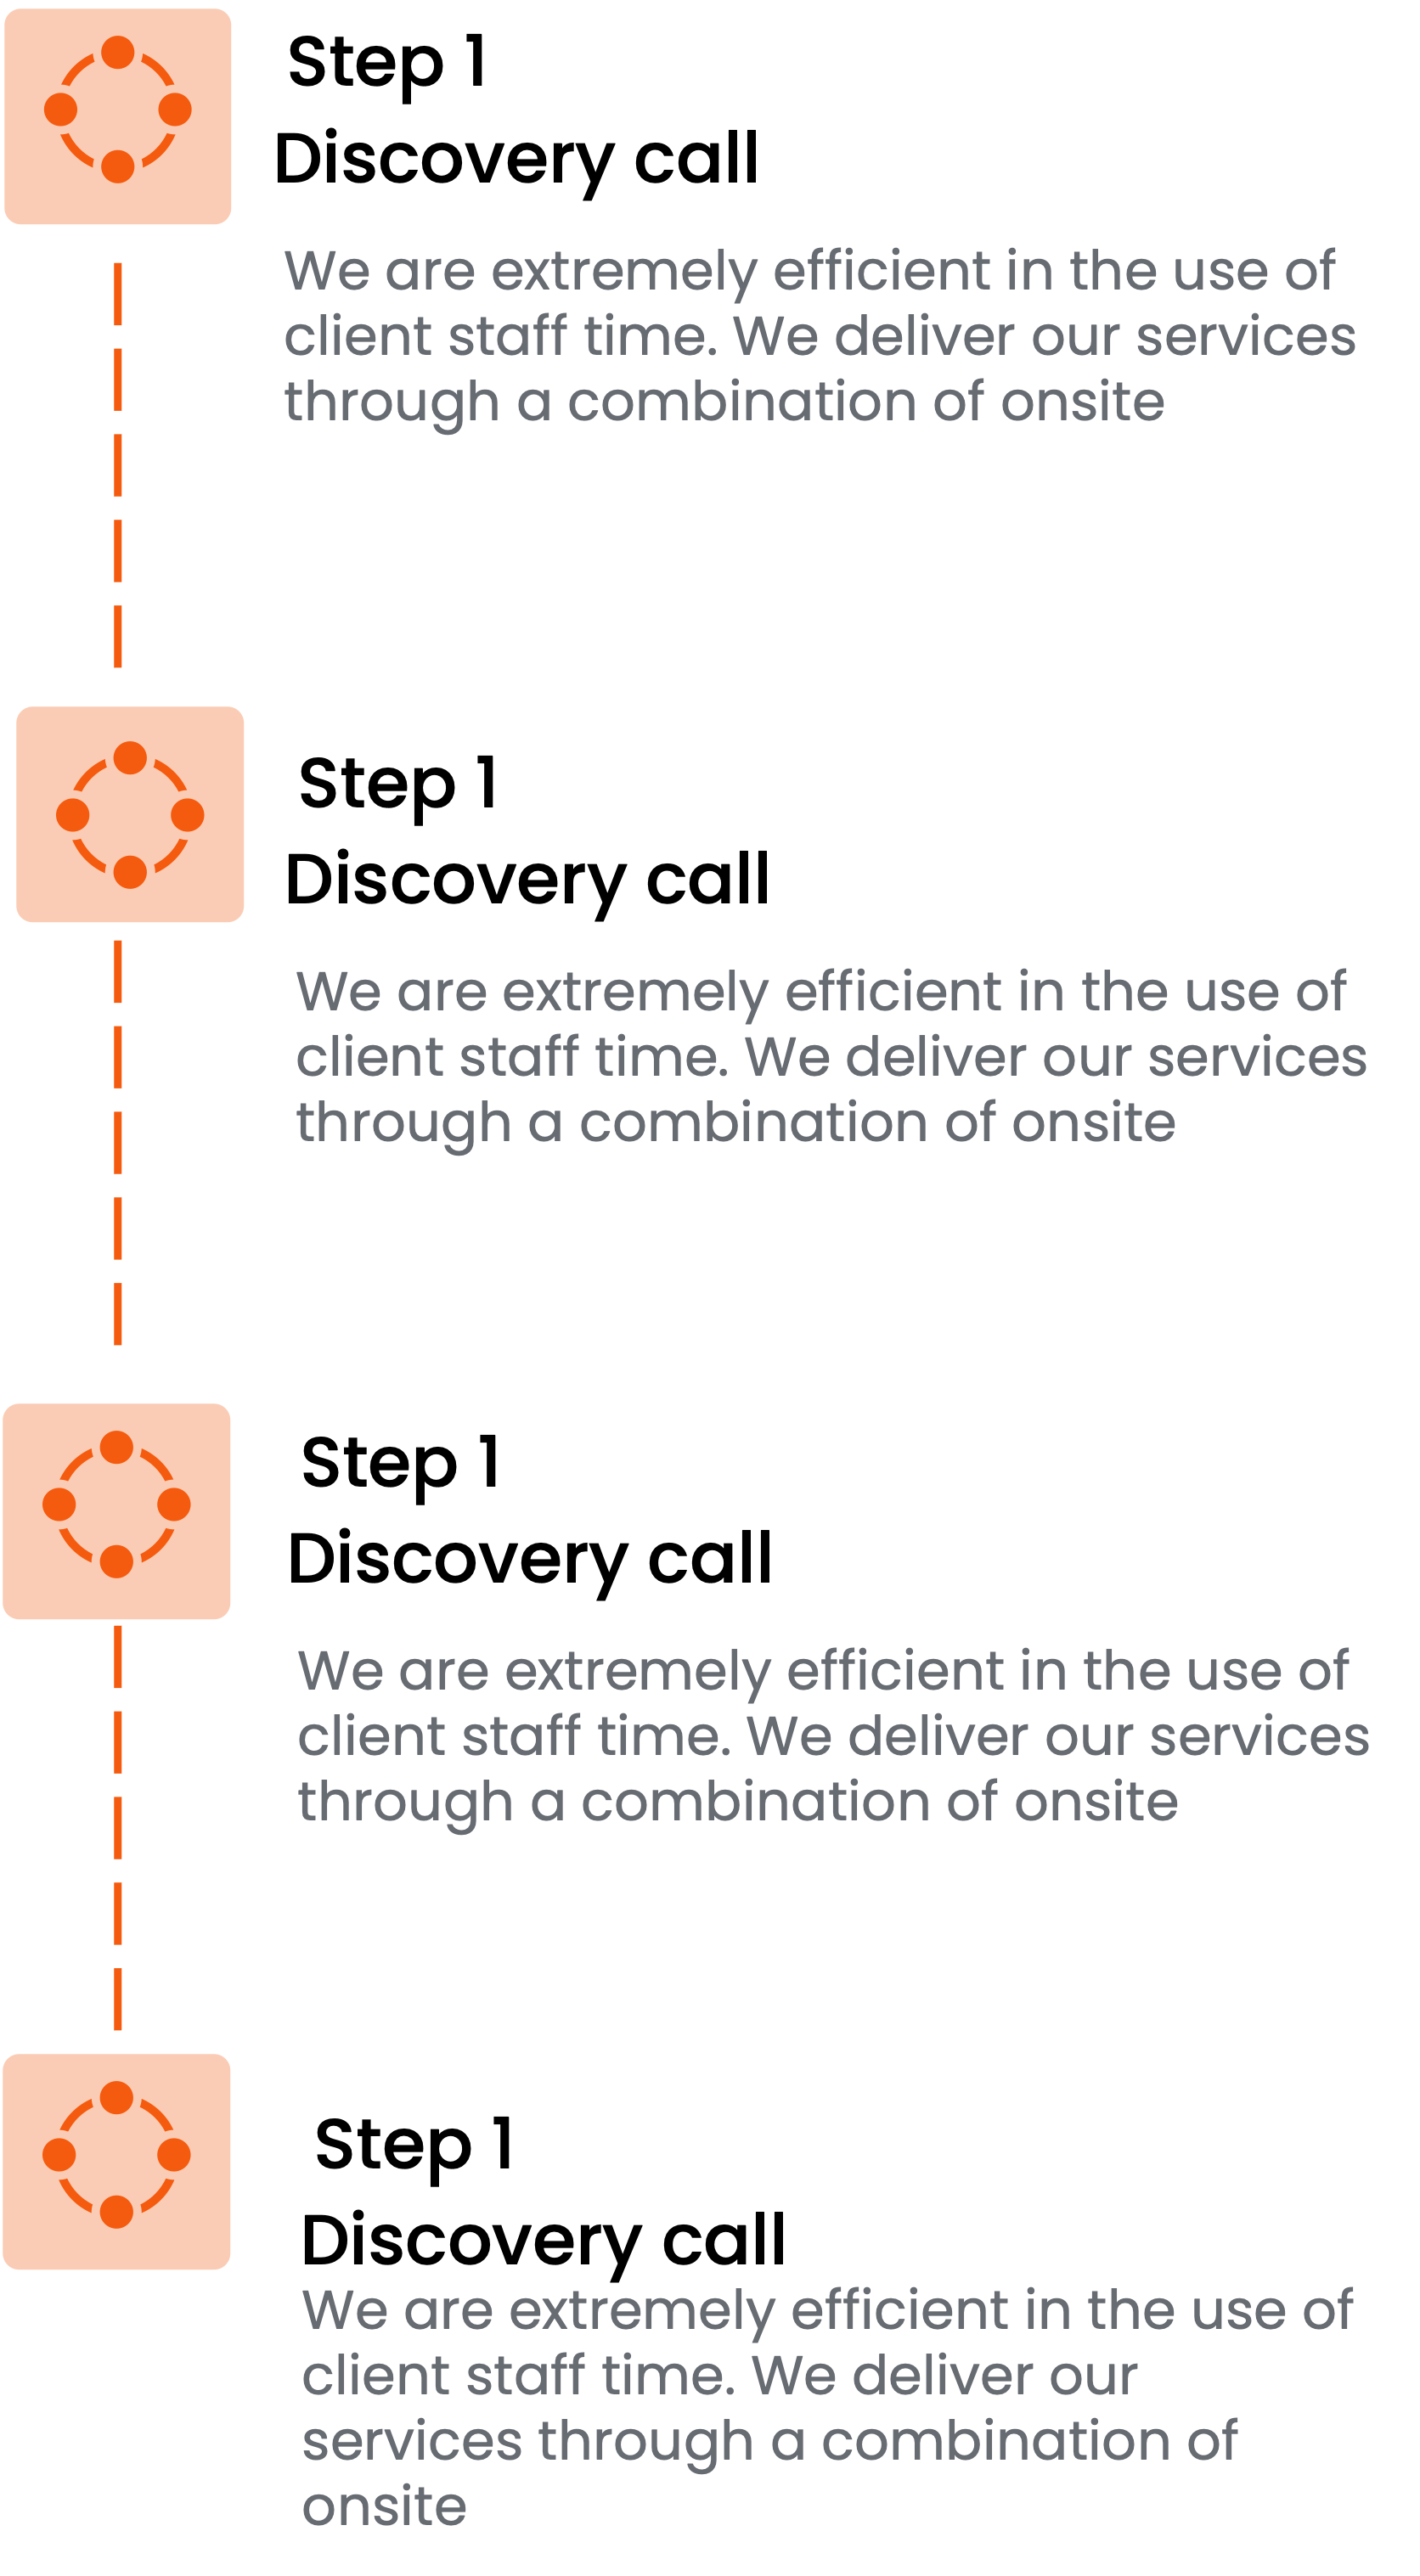 Step 1
Discovery call
We are extremely efficient in the use of
client staff time. We deliver our services
through a combination of onsite
Step 1
Discovery call
We are extremely efficient in the use of
client staff time. We deliver our services
through a combination of onsite
Step 1
Discovery call
We are extremely efficient in the use of
client staff time. We deliver our services
through a combination of onsite
Step 1
Discovery call
We are extremely efficient in the use of
client staff time. We deliver our
services through a combination of
onsite